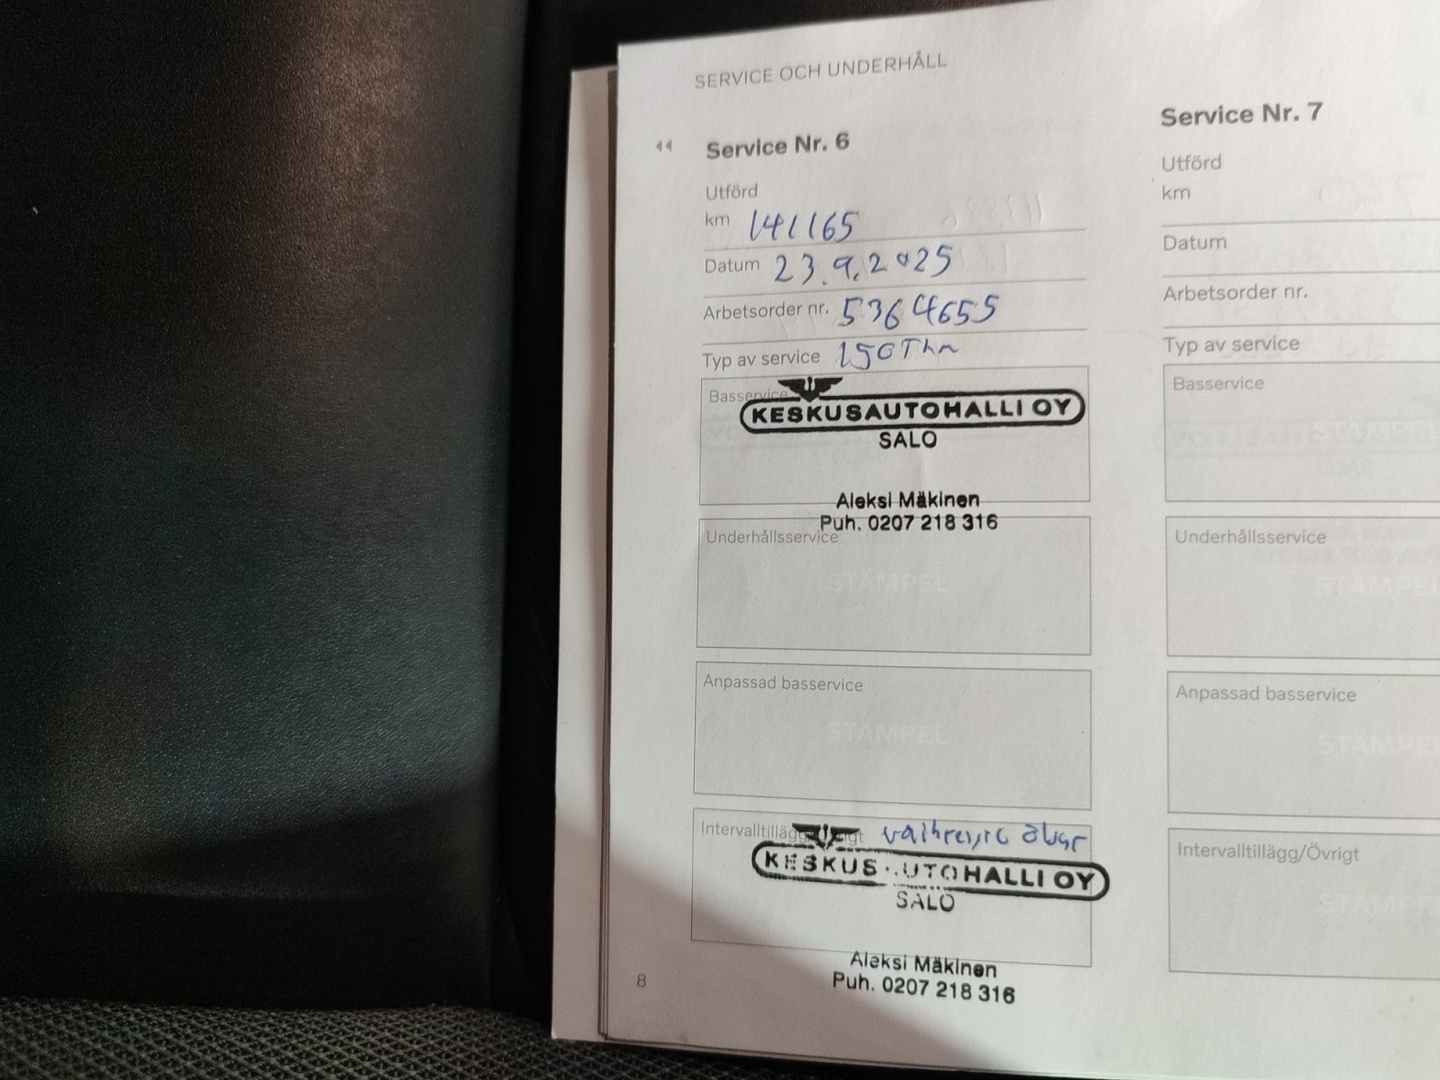 SERVICE OCH UNDERHÅLL
Service Nr. 6
Utförd
km 141165
Datum 23.9.2025
Arbetsorder nr. 5364655
Typ av service 150Tkm
Basservice
KESKUSAUTOHALLI OY
SALO
Aleksi Mäkinen
Puh. 0207 218 316
Underhållsservice
STÄMPEL
Anpassad basservice
STÄMPEL
KESKUSAUTOHALLI OY
SALO
Aleksi Mäkinen
Puh. 0207 218 316
8
Service Nr. 7
Utförd
km
Datum
Arbetsorder nr.
Typ av service
Basservice
STÄMPEL
Underhållsservice
STÄMPEL
Anpassad basservice
STÄMPEL
Intervalltillägg/Övrigt
STÄMPEL